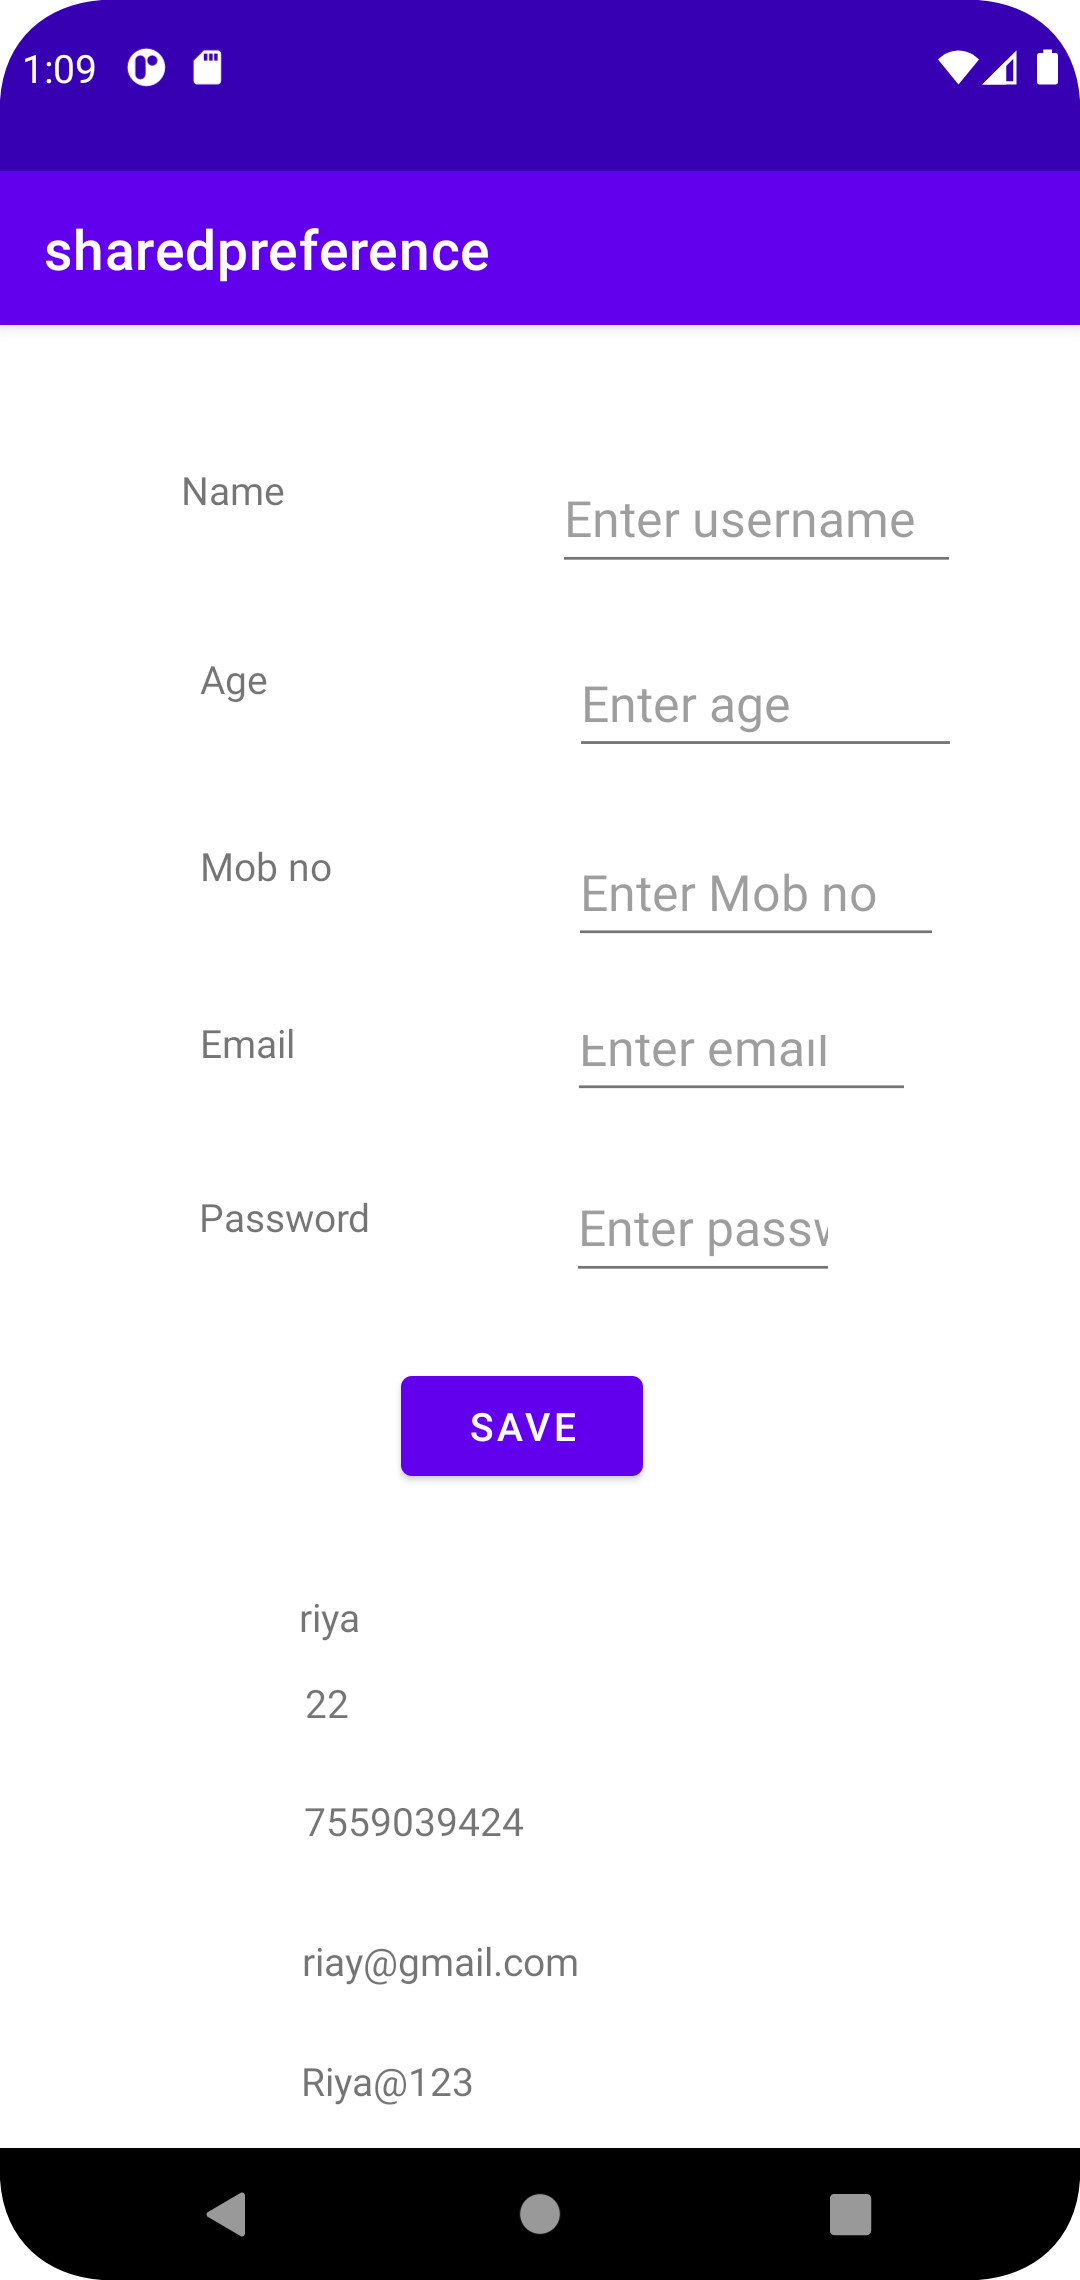 1:09
sharedpreference
Name
Enter username
Age
Enter age
Mob no
Enter Mob no
Email
Enter email
Password
Enter passw
SAVE
riya
22
7559039424
riay@gmail.com
Riya@123